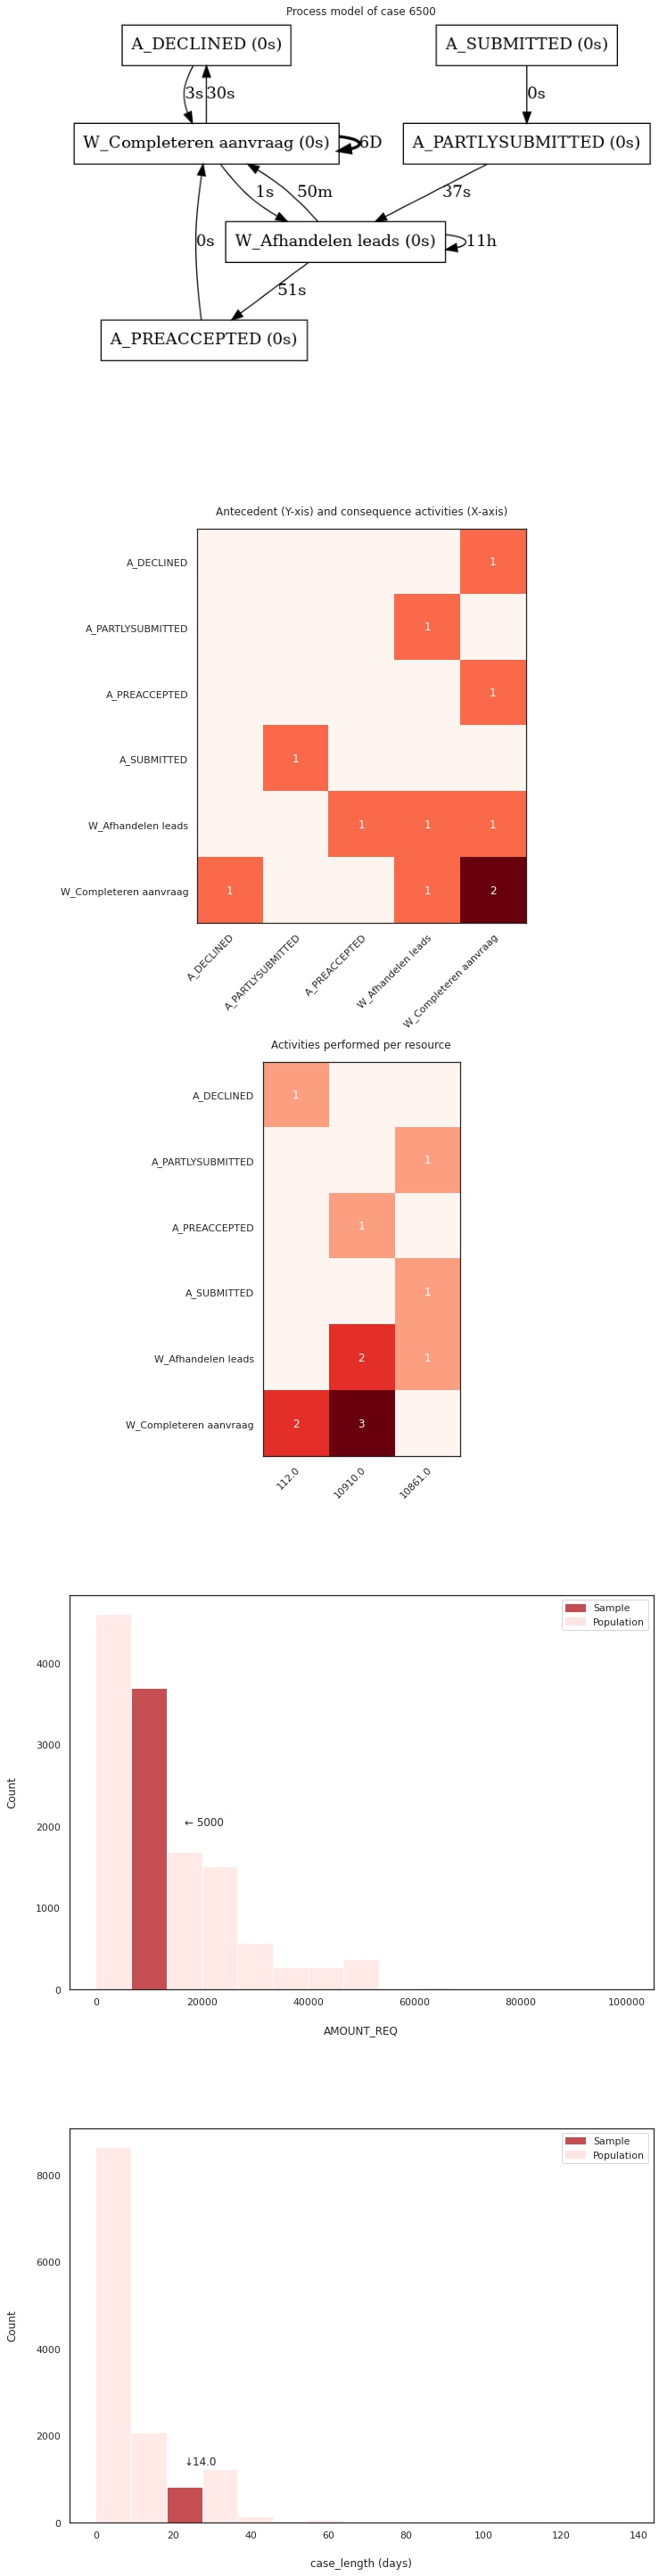 Process model of case 6500
A_DECLINED (0s)
A_SUBMITTED (0s)
3s
30s
0s
W_Completeren aanvraag (0s)
6D
A_PARTLYSUBMITTED (0s)
1s
50m
37s
0s
W_Afhandelen leads (0s)
11h
51s
A_PREACCEPTED (0s)
Antecedent (Y-xis) and consequence activities (X-axis)
A_DECLINED
1
A_PARTLYSUBMITTED
1
A_PREACCEPTED
1
A_SUBMITTED
1
W_Afhandelen leads
1 1 1
W_Completeren aanvraag
1 1 2
A_DECLINED
A_PARTLYSUBMITTED
A_PREACCEPTED
W_Afhandelen leads
W_Completeren aanvraag
Activities performed per resource
A_DECLINED
1
A_PARTLYSUBMITTED
1
A_PREACCEPTED
1
A_SUBMITTED
1
W_Afhandelen leads
2 1
W_Completeren aanvraag
2 3
112.0
10910.0
10861.0
Sample
Population
4000
3000
2000
1000
0
Count
← 5000
0 20000 40000 60000 80000 100000
AMOUNT_REQ
Sample
Population
8000
6000
4000
2000
0
Count
↓14.0
0 20 40 60 80 100 120 140
case_length (days)